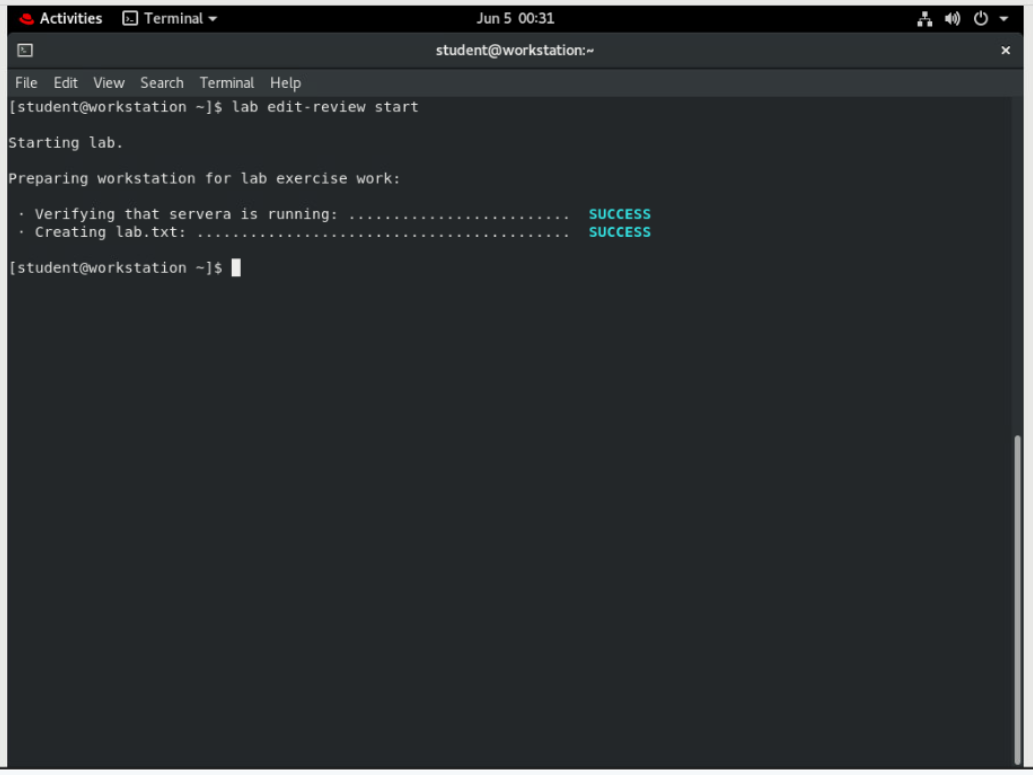 Activities Terminal Jun 5 00:31
student@workstation:~ ×
File Edit View Search Terminal Help
[student@workstation ~]$ lab edit-review start
Starting lab.
Preparing workstation for lab exercise work:
· Verifying that servera is running: ......................... SUCCESS
· Creating lab.txt: .......................................... SUCCESS
[student@workstation ~]$